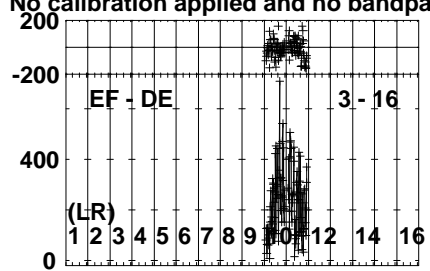 No calibration applied and no bandpa
200
-200
EF - DE 3 - 16
400
(LR)
1 2 3 4 5 6 7 8 9 10 12 14 16
0